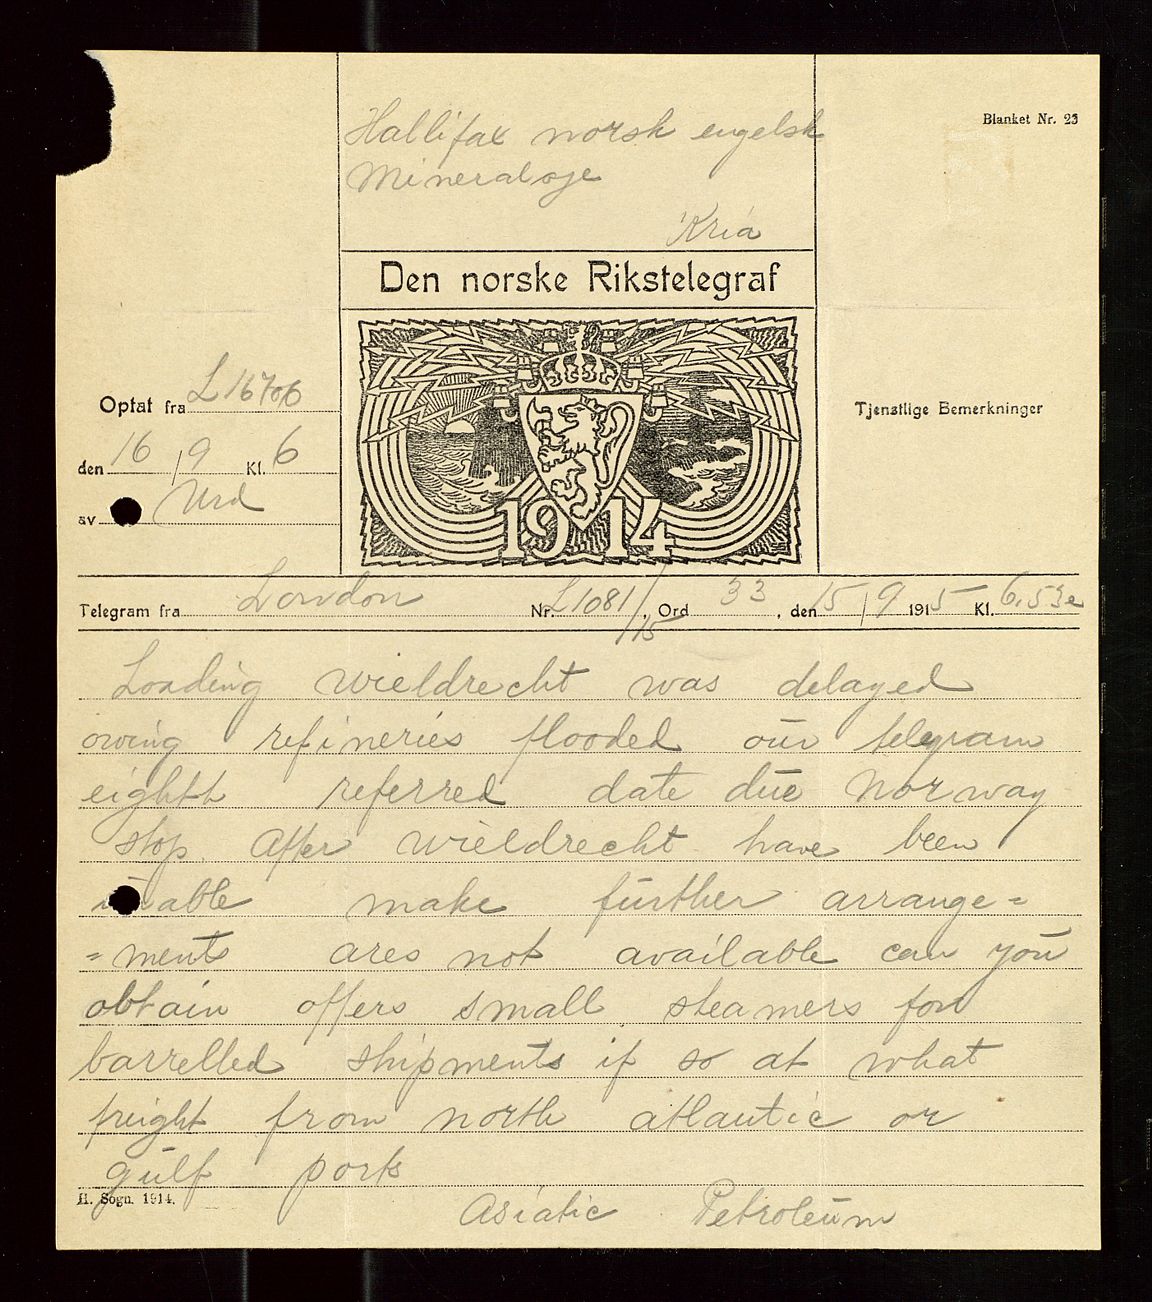 Hallifax norsk engelsk
Mineraloje
Kria
Blanket Nr. 23
Den norske Rikstelegraf
1914
Optat fra L 16706
den 16/9 Kl. 6
av Urd
Tjenstlige Bemerkninger
Telegram fra London Nr. L1081/15, Ord 33, den 15/9 1915 Kl. 6,53e
Loading wieldrecht was delayed
owing refineries flooded our telegram
eighth referred date due Norway
stop. After wieldrecht have been
unable make further arrange=
=ments ares not available can you
obtain offers small steamers for
barrelled shipments if so at what
freight from north atlantic or
gulf ports
Asiatic Petroleum
H. Sogn. 1914.